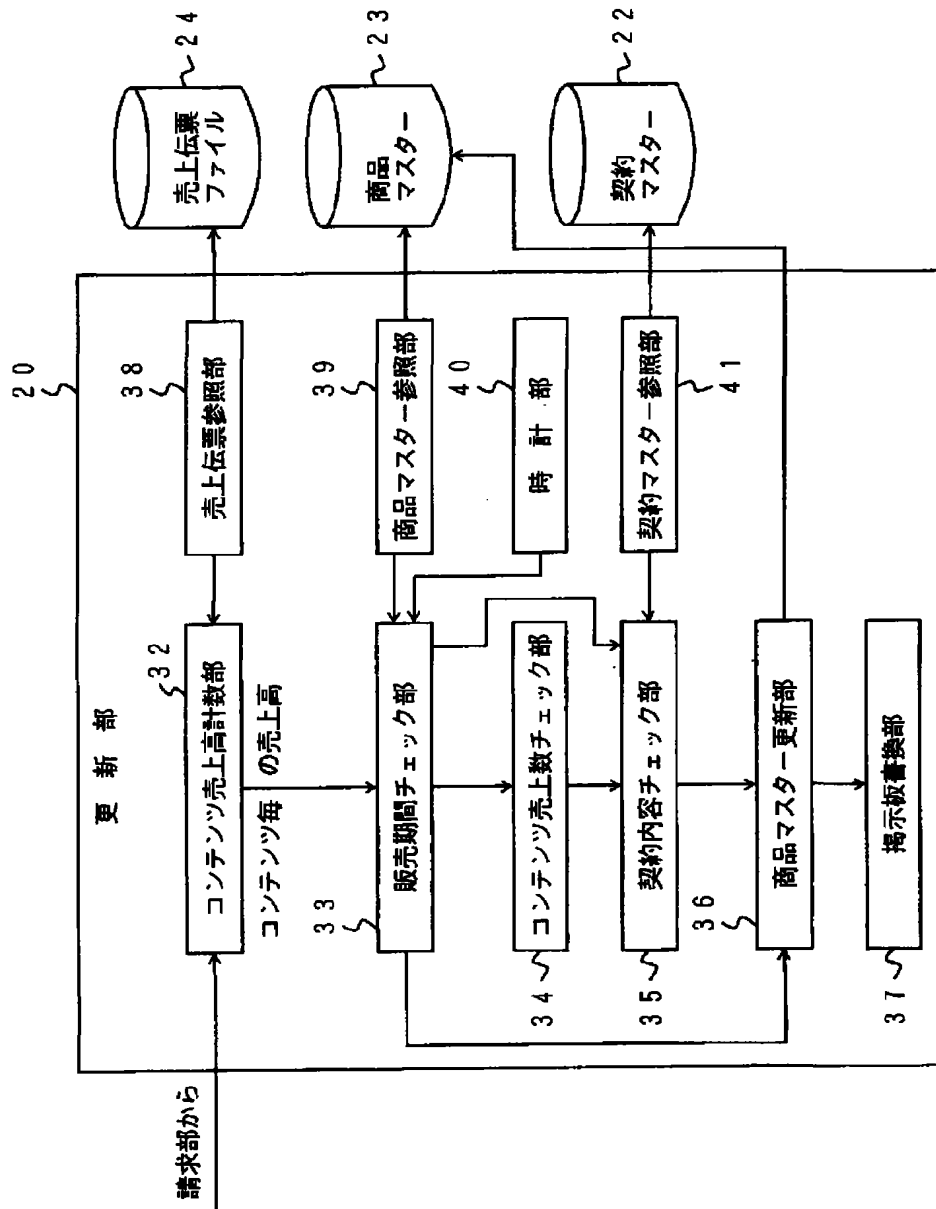 請求部から
２０
更 新 部
３２
コンテンツ売上高計数部
コンテンツ毎 の売上高
３３
販売期間チェック部
コンテンツ売上数チェック部
３４
契約内容チェック部
３５
３６
商品マスター更新部
掲示板書換部
３７
３８
売上伝票参照部
３９
商品マスター参照部
４０
時 計 部
契約マスター参照部
４１
２４
売上伝票
ファイル
２３
商品
マスター
２２
契約
マスター